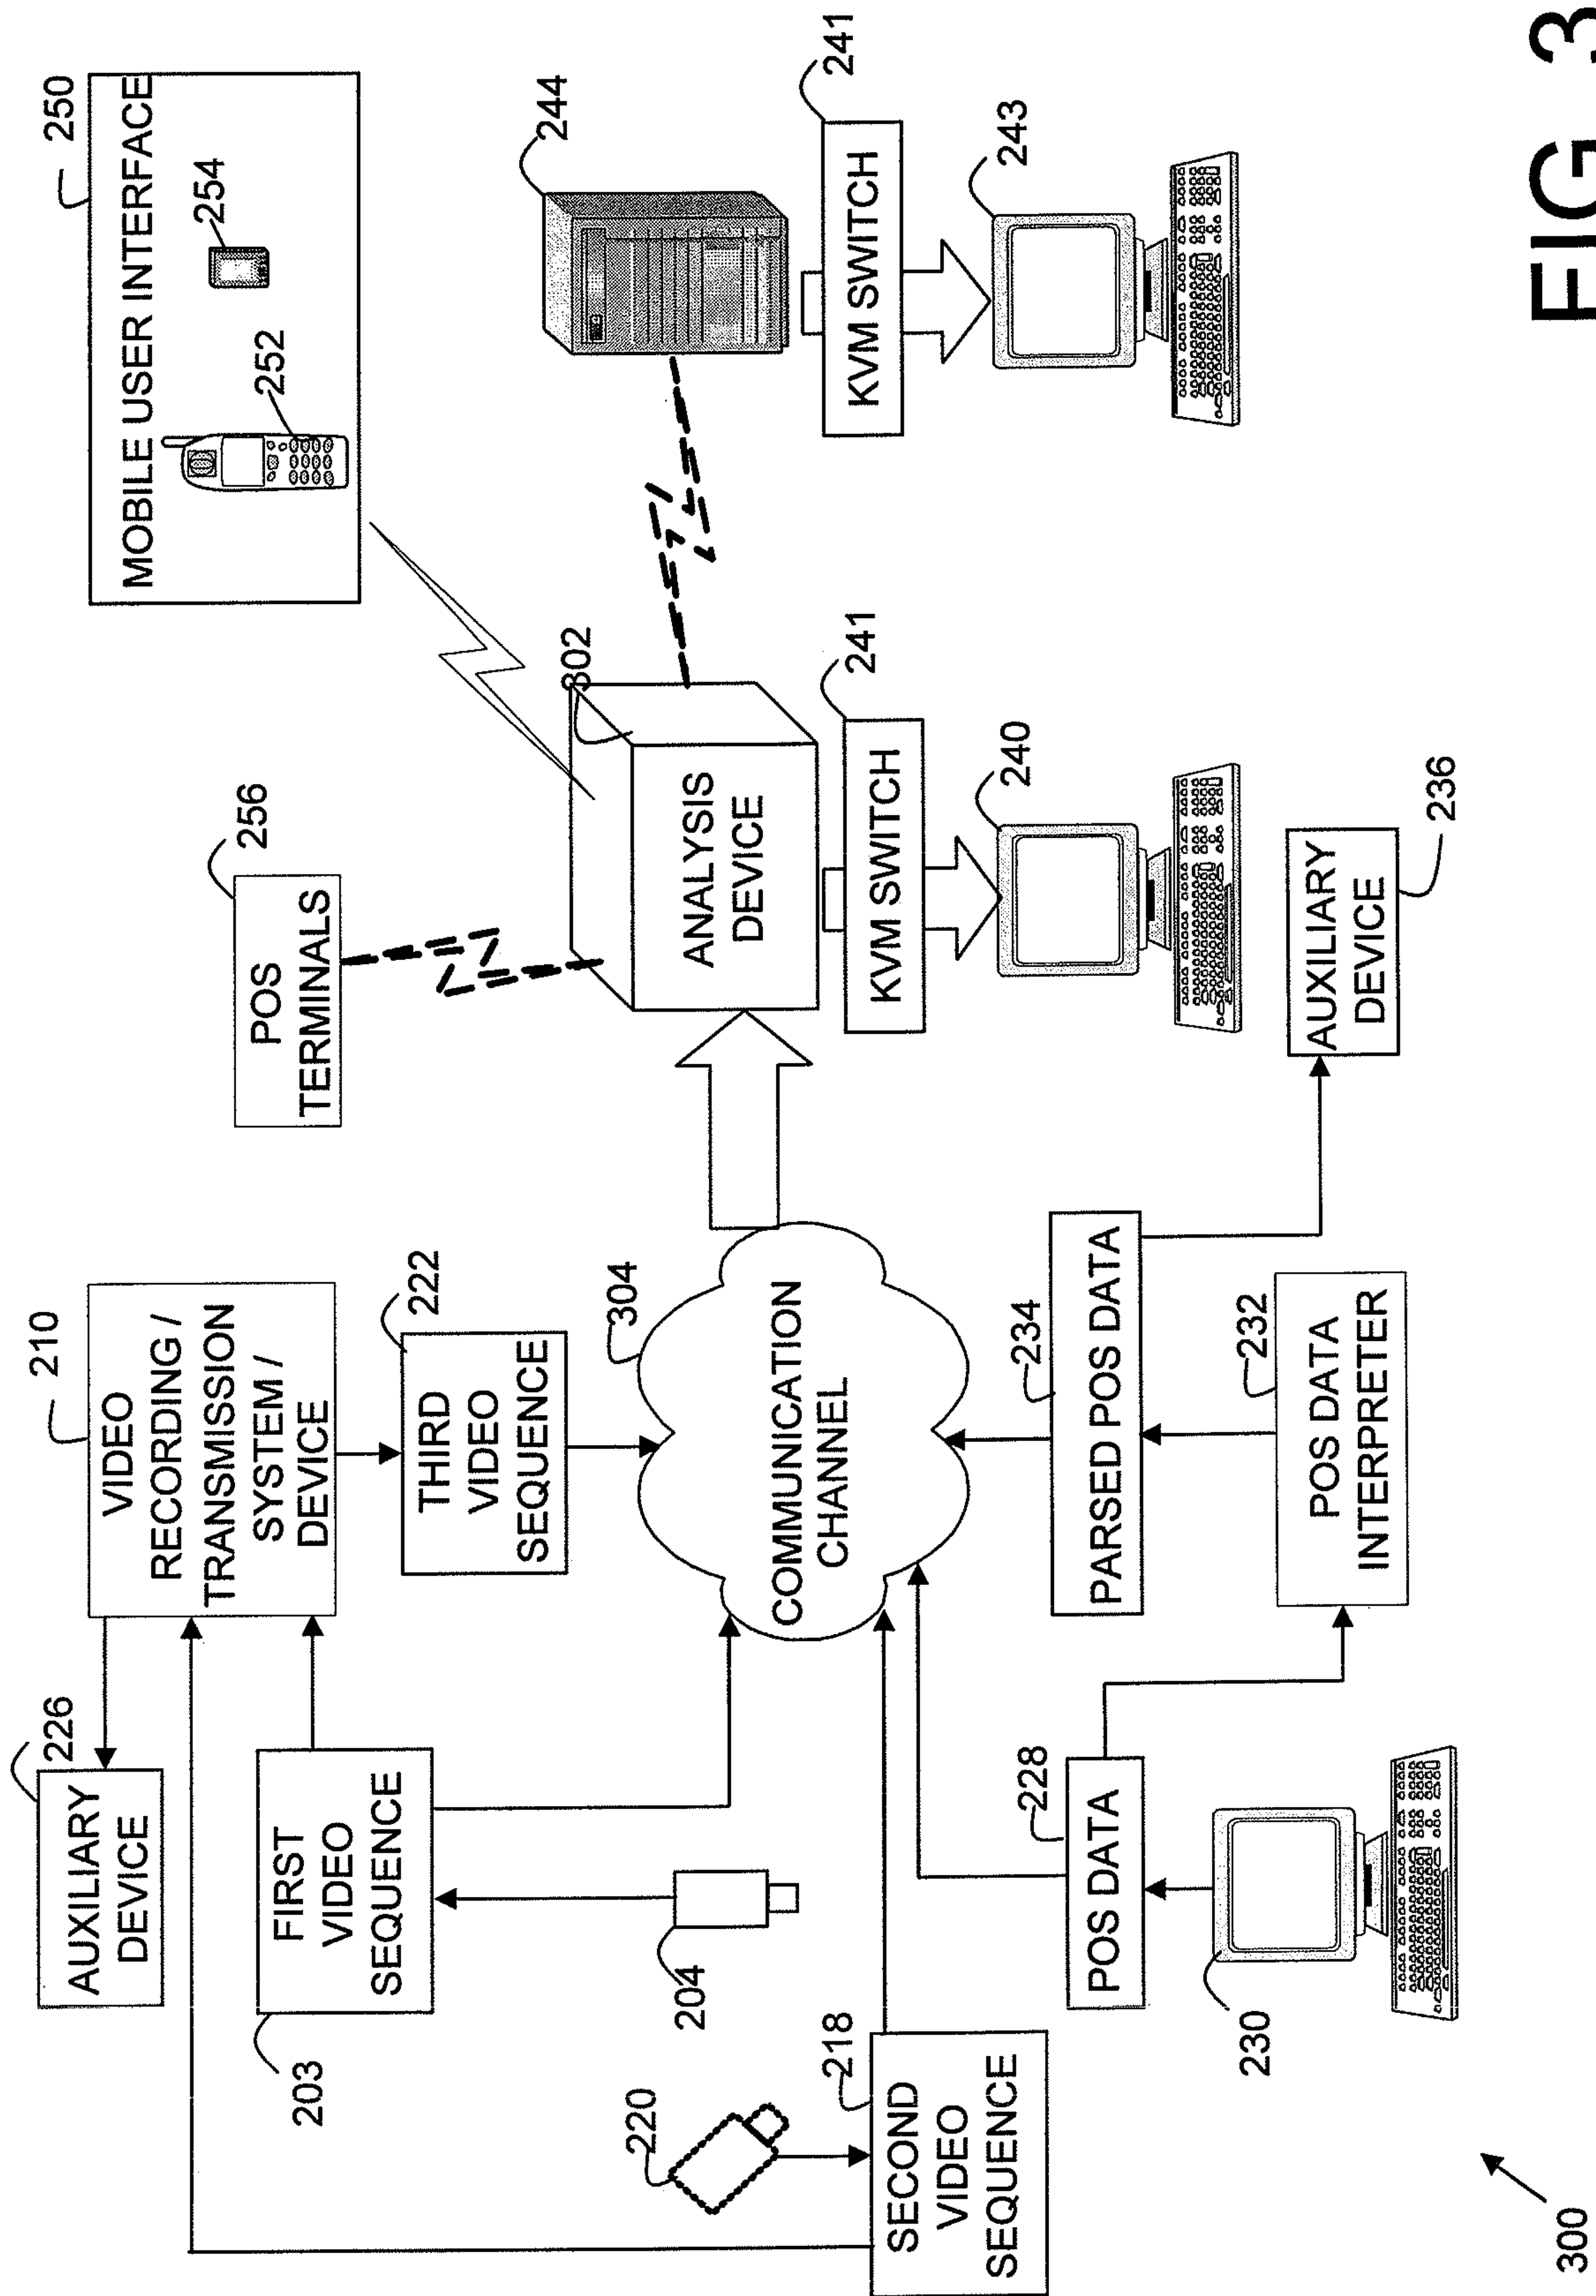 250
MOBILE USER INTERFACE
254
252
256
POS
TERMINALS
302
ANALYSIS
DEVICE
244
241
KVM SWITCH
243
241
KVM SWITCH
240
236
AUXILIARY
DEVICE
210
VIDEO
RECORDING /
TRANSMISSION
SYSTEM /
DEVICE
222
THIRD
VIDEO
SEQUENCE
304
COMMUNICATION
CHANNEL
234
PARSED POS DATA
232
POS DATA
INTERPRETER
226
AUXILIARY
DEVICE
203
FIRST
VIDEO
SEQUENCE
204
220
218
SECOND
VIDEO
SEQUENCE
228
POS DATA
230
300
FIG 3